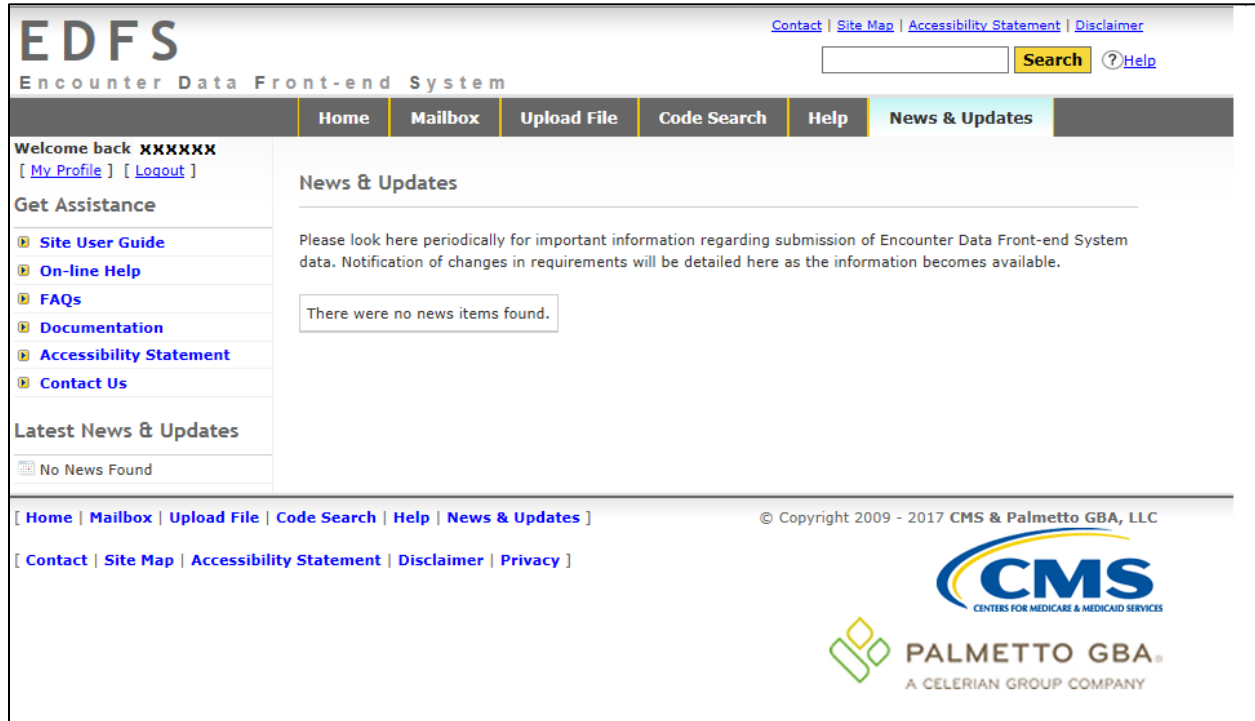 EDFS
Encounter Data Front-end System
Contact | Site Map | Accessibility Statement | Disclaimer
Search ? Help
Home Mailbox Upload File Code Search Help News & Updates
Welcome back xxxxxx
[ My Profile ] [ Logout ]
Get Assistance
Site User Guide
On-line Help
FAQs
Documentation
Accessibility Statement
Contact Us
Latest News & Updates
No News Found
News & Updates
Please look here periodically for important information regarding submission of Encounter Data Front-end System
data. Notification of changes in requirements will be detailed here as the information becomes available.
There were no news items found.
[ Home | Mailbox | Upload File | Code Search | Help | News & Updates ]
[ Contact | Site Map | Accessibility Statement | Disclaimer | Privacy ]
© Copyright 2009 - 2017 CMS & Palmetto GBA, LLC
CMS
CENTERS FOR MEDICARE & MEDICAID SERVICES
PALMETTO GBA®
A CELERIAN GROUP COMPANY